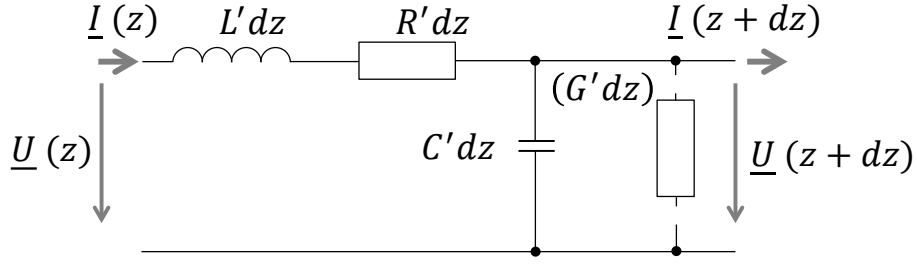 I (z) L′dz R′dz I (z + dz)
(G′dz)
U (z) C′dz U (z + dz)